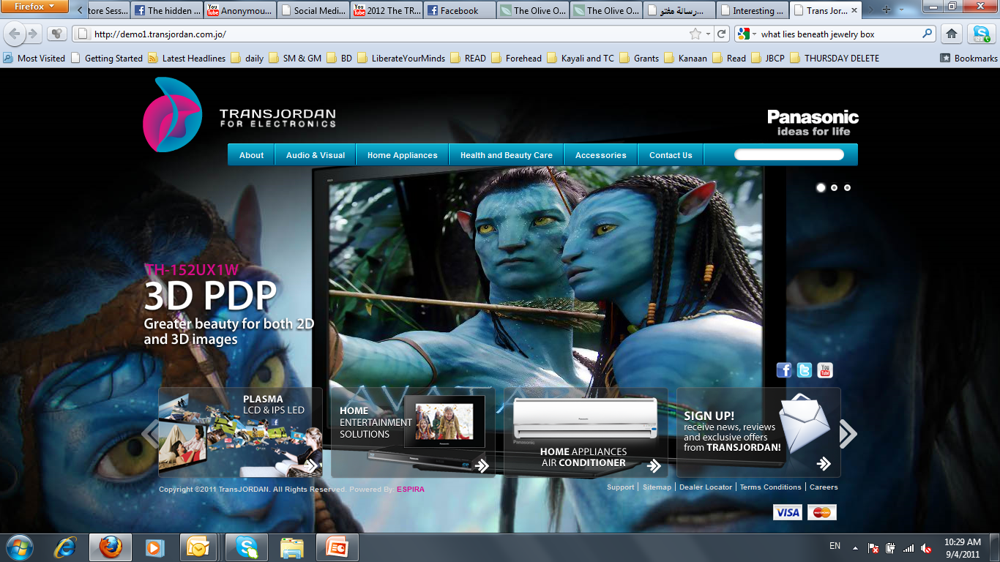 Firefox
tore Sess...
The hidden ...
Anonymou...
Social Medi...
2012 The TR...
Facebook
The Olive O...
The Olive O...
رسالة مفتو...
Interesting ...
Trans Jor...
http://demo1.transjordan.com.jo/
what lies beneath jewelry box
Most Visited
Getting Started
Latest Headlines
daily
SM & GM
BD
LiberateYourMinds
READ
Forehead
Kayali and TC
Grants
Kanaan
Read
JBCP
THURSDAY DELETE
Bookmarks
TRANSJORDAN
FOR ELECTRONICS
Panasonic
ideas for life
About
Audio & Visual
Home Appliances
Health and Beauty Care
Accessories
Contact Us
TH-152UX1W
3D PDP
Greater beauty for both 2D
and 3D images
AVATAR
PLASMA
LCD & IPS LED
HOME
ENTERTAINMENT
SOLUTIONS
Panasonic
HOME APPLIANCES
AIR CONDITIONER
SIGN UP!
receive news, reviews
and exclusive offers
from TRANSJORDAN!
You
Tube
Copyright ©2011 TransJORDAN. All Rights Reserved. Powered By: ESPIRA
Support
Sitemap
Dealer Locator
Terms Conditions
Careers
VISA
MasterCard
EN
10:29 AM
9/4/2011